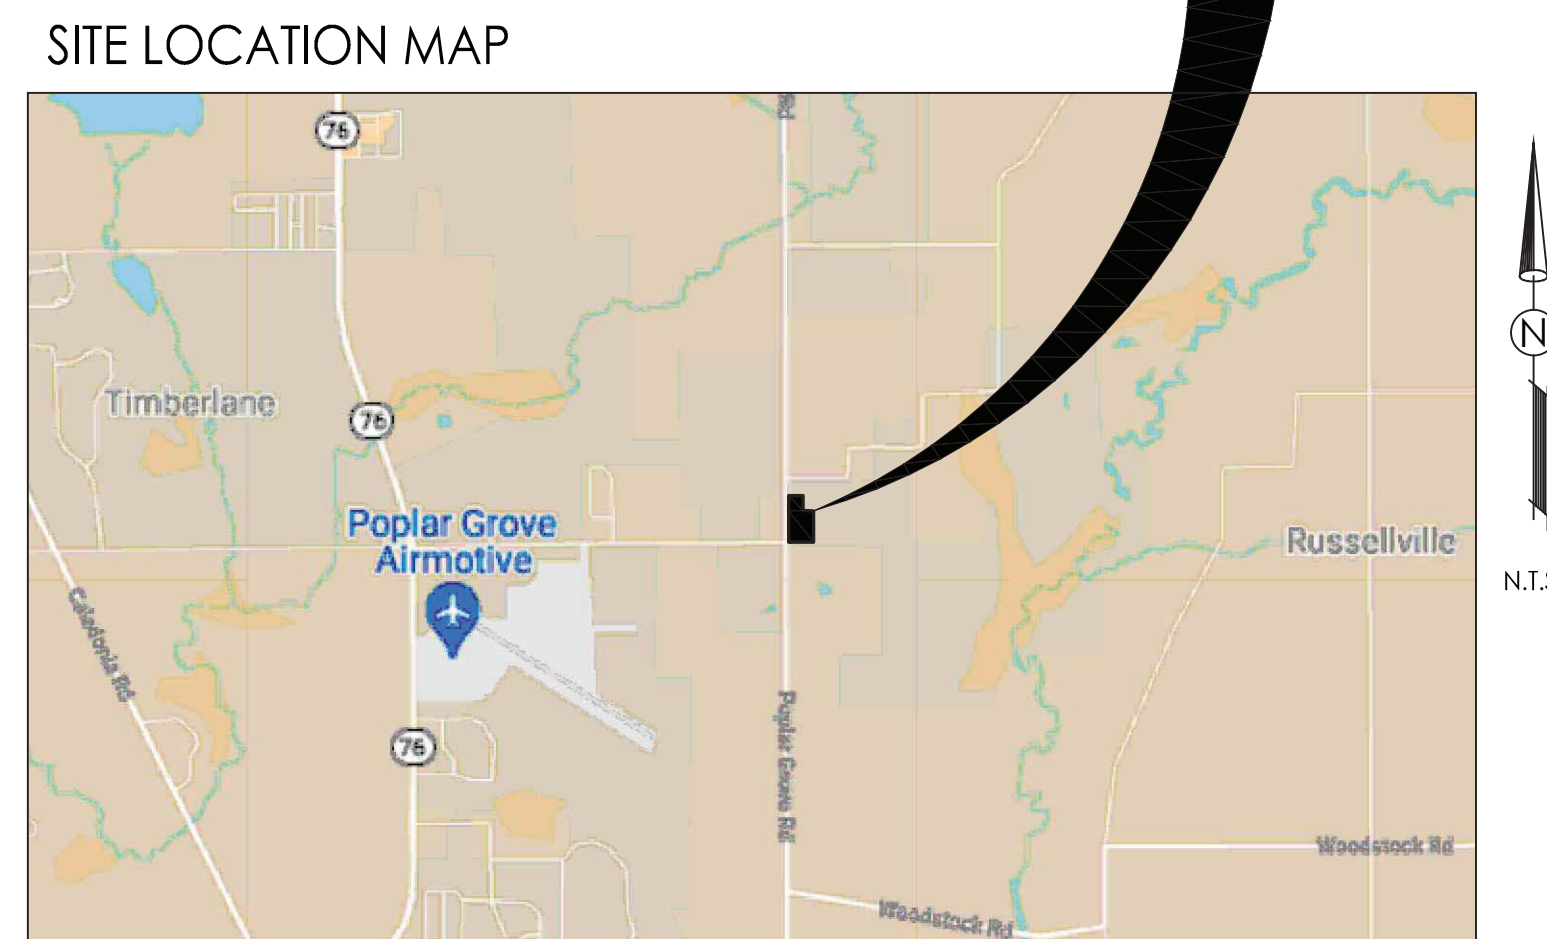 SITE LOCATION MAP
Rd
76
Timberlane
76
Poplar Grove
Airmotive
Russellville
N
N.T.S
Caledonia Rd
76
Poplar Grove Rd
Woodstock Rd
Woodstock Rd